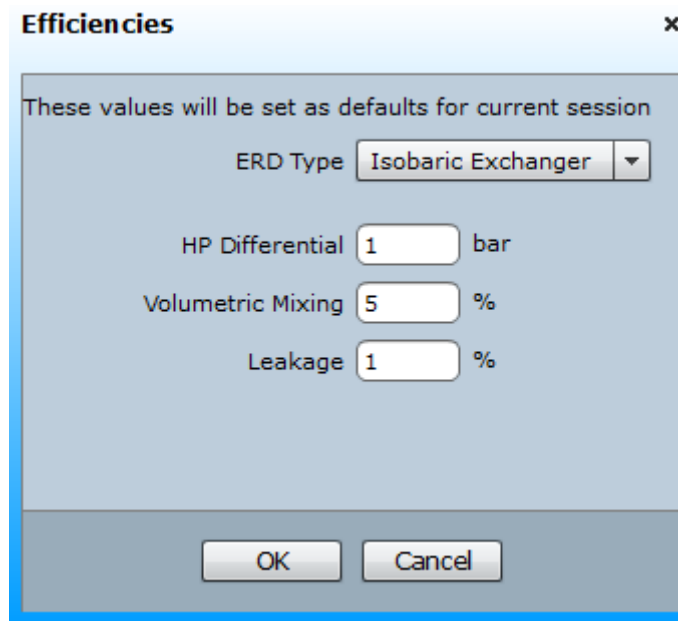 Efficiencies
These values will be set as defaults for current session
ERD Type Isobaric Exchanger
HP Differential 1 bar
Volumetric Mixing 5 %
Leakage 1 %
OK Cancel